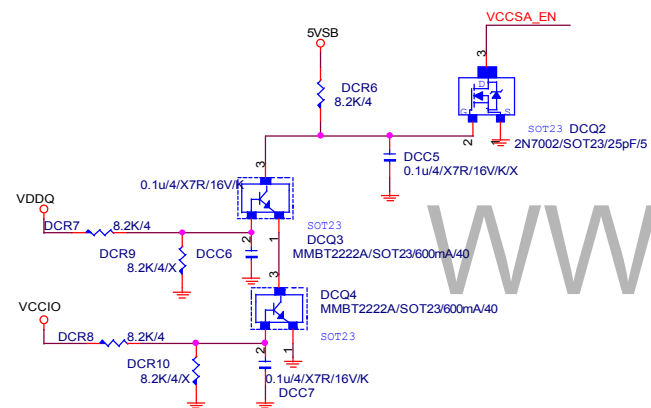 VCCSA_EN
5VSB
3
DCR6
8.2K/4
D
G
S
SOT23 DCQ2
2N7002/SOT23/25pF/5
2
1
DCC5
0.1u/4/X7R/16V/K/X
3
0.1u/4/X7R/16V/K
VDDQ
SOT23
DCR7
8.2K/4
2
1
DCQ3
MMBT2222A/SOT23/600mA/40
DCR9
8.2K/4/X
DCC6
3
DCQ4
MMBT2222A/SOT23/600mA/40
VCCIO
SOT23
DCR8
8.2K/4
2
1
DCR10
8.2K/4/X
0.1u/4/X7R/16V/K
DCC7
WW